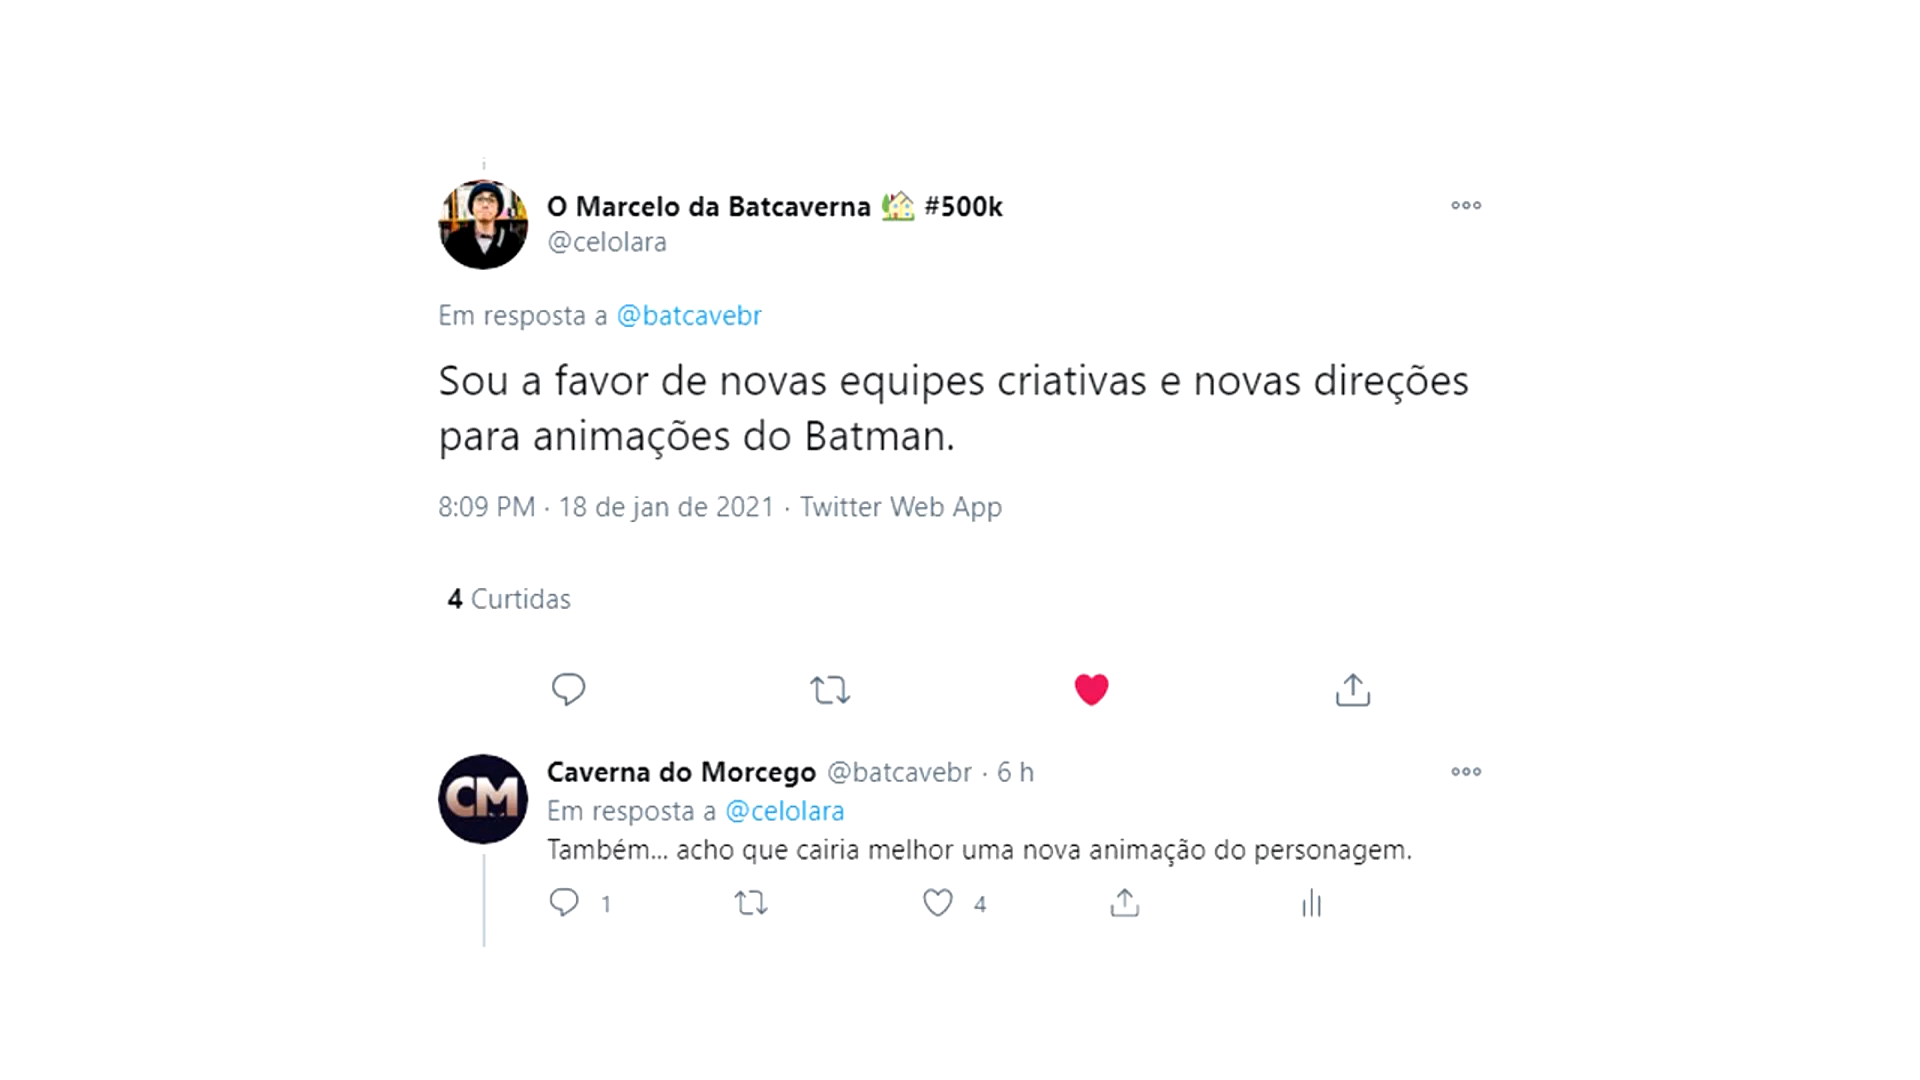 O Marcelo da Batcaverna 🏡 #500k
@celolara
Em resposta a @batcavebr
Sou a favor de novas equipes criativas e novas direções
para animações do Batman.
8:09 PM · 18 de jan de 2021 · Twitter Web App
4 Curtidas
CM
Caverna do Morcego @batcavebr · 6 h
Em resposta a @celolara
Também... acho que cairia melhor uma nova animação do personagem.
1 4